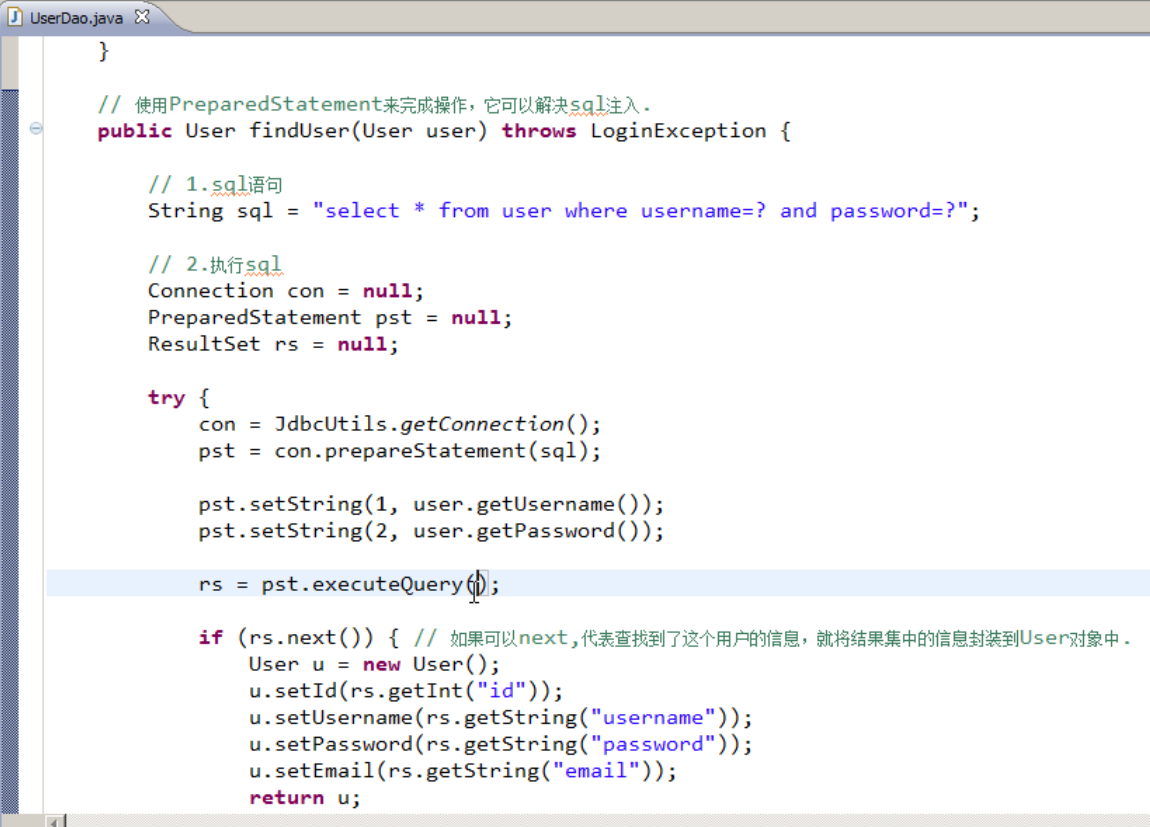 UserDao.java
}
// 使用PreparedStatement来完成操作，它可以解决sql注入.
public User findUser(User user) throws LoginException {
// 1.sql语句
String sql = "select * from user where username=? and password=?";
// 2.执行sql
Connection con = null;
PreparedStatement pst = null;
ResultSet rs = null;
try {
con = JdbcUtils.getConnection();
pst = con.prepareStatement(sql);
pst.setString(1, user.getUsername());
pst.setString(2, user.getPassword());
rs = pst.executeQuery();
if (rs.next()) { // 如果可以next,代表查找到了这个用户的信息，就将结果集中的信息封装到User对象中.
User u = new User();
u.setId(rs.getInt("id"));
u.setUsername(rs.getString("username"));
u.setPassword(rs.getString("password"));
u.setEmail(rs.getString("email"));
return u;